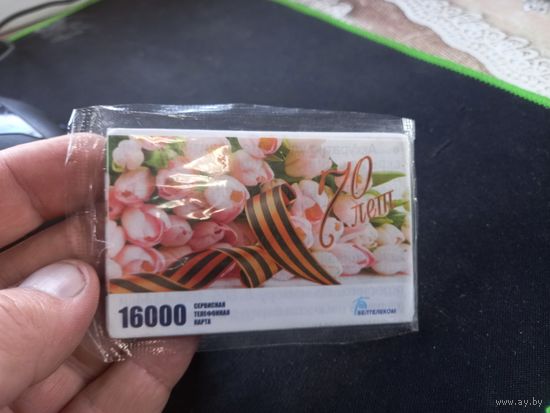 70
лет
16000
СЕРВИСНАЯ
ТЕЛЕФОННАЯ
КАРТА
БЕЛТЕЛЕКОМ
www.ay.by